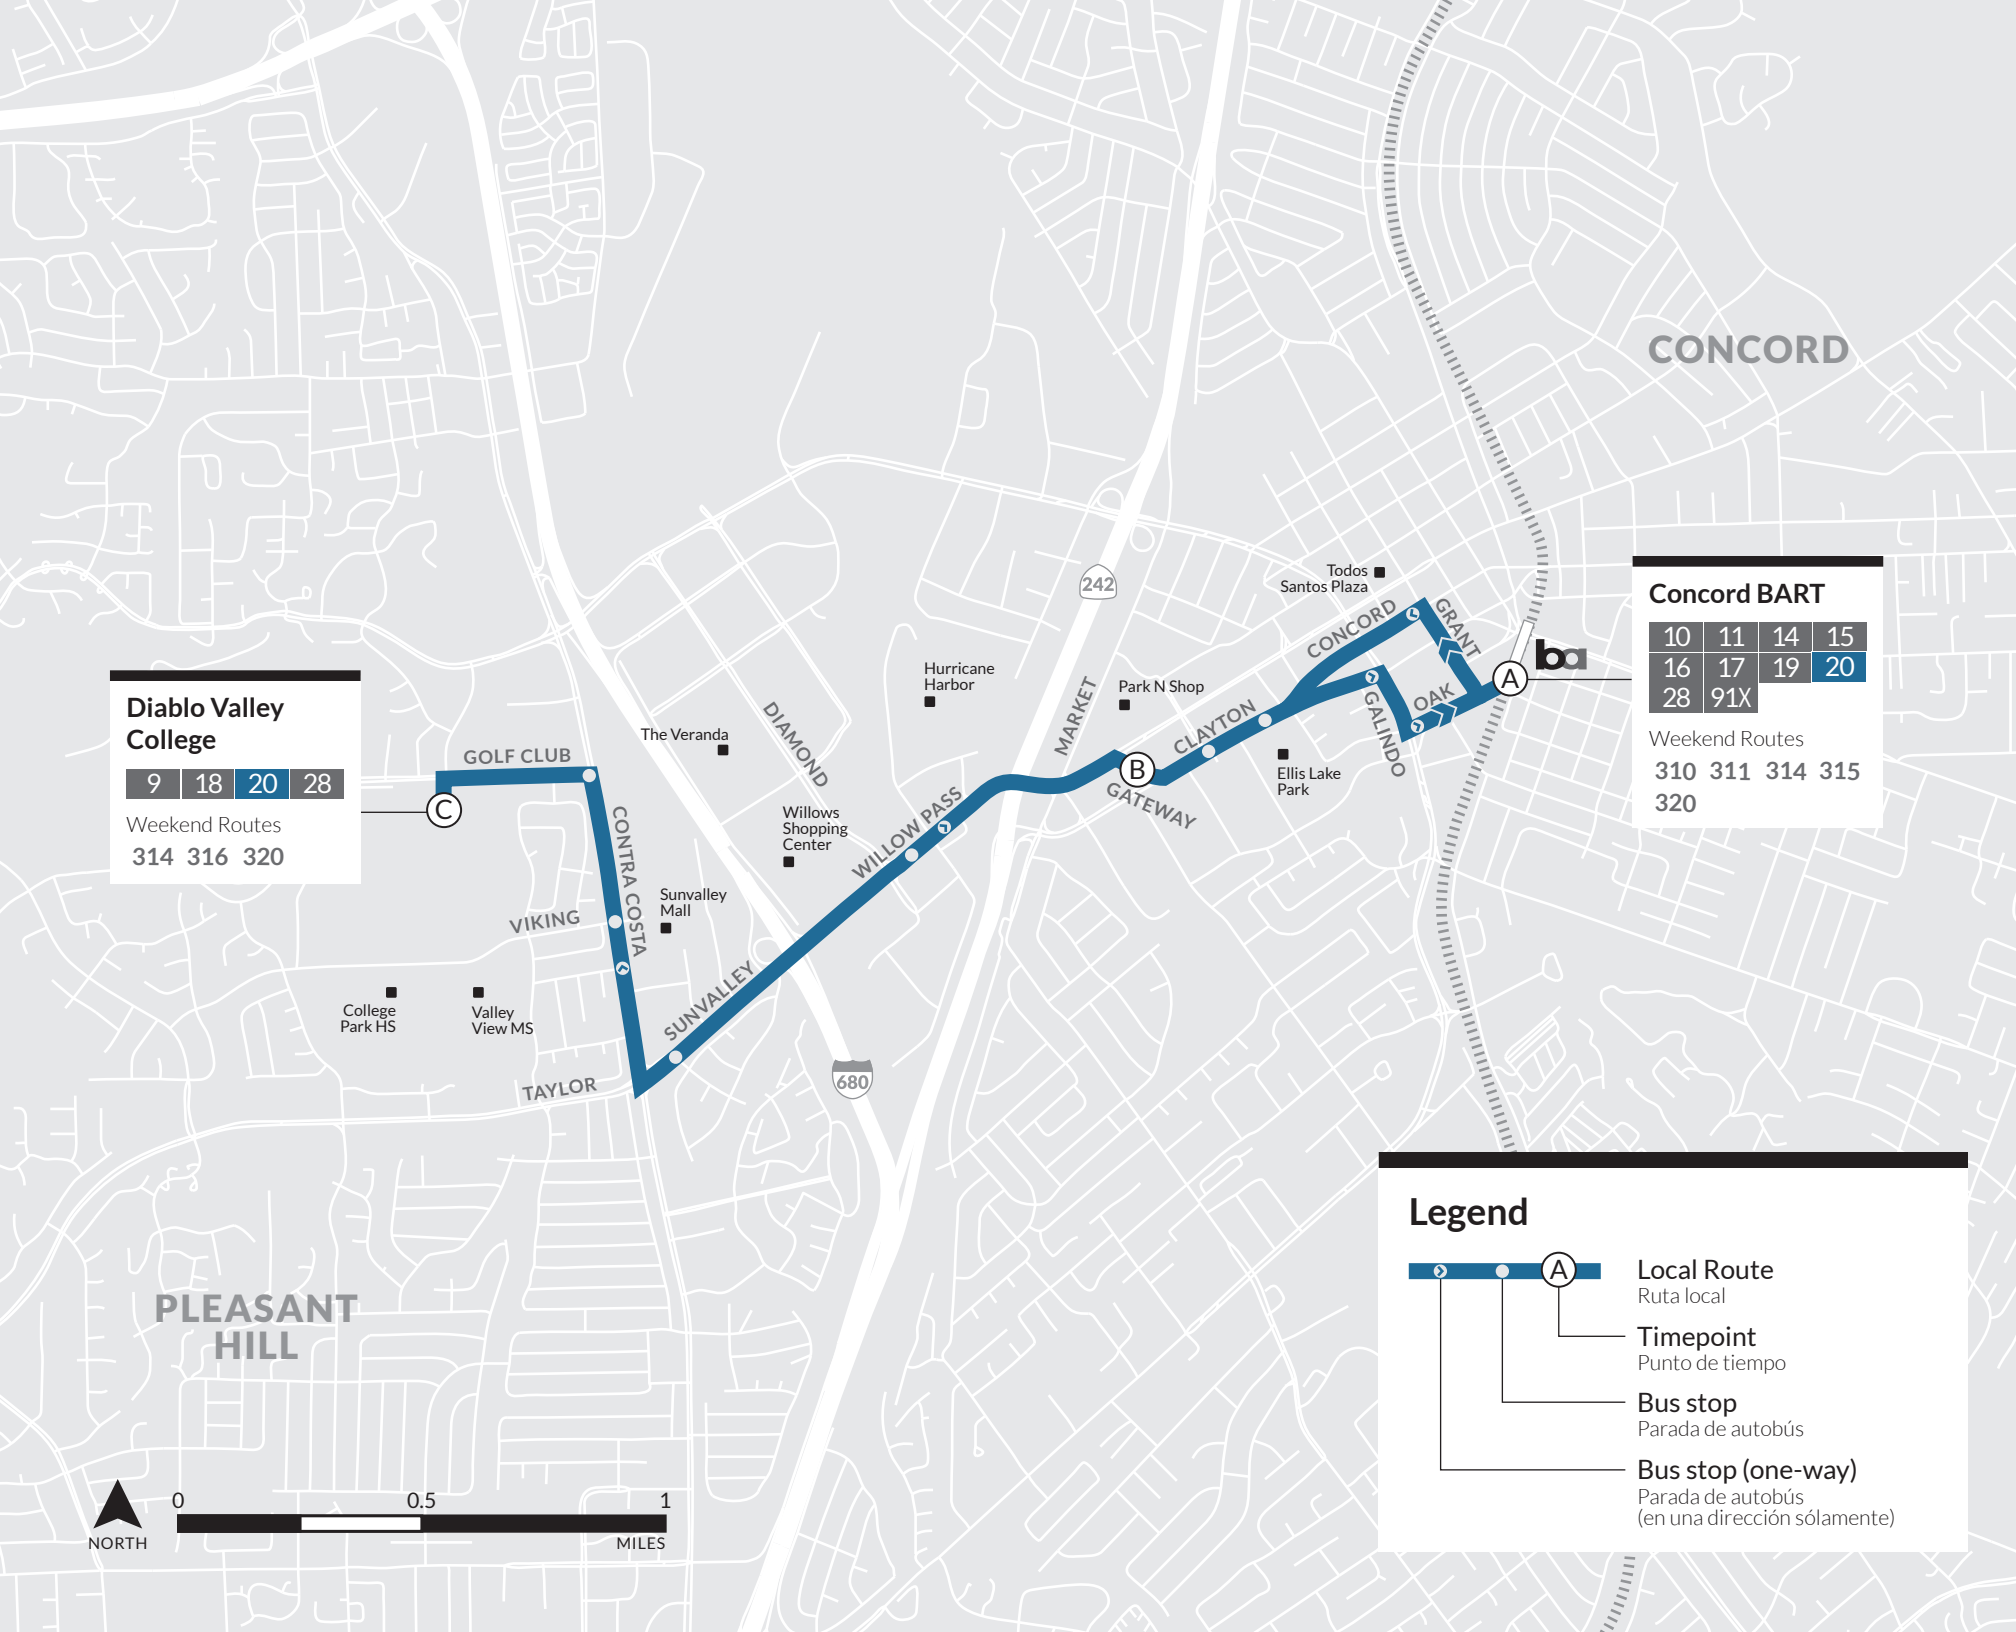 CONCORD
242
Todos
Santos Plaza
CONCORD
GRANT
Concord BART
10 11 14 15
16 17 19 20
28 91X
Weekend Routes
310 311 314 315
320
ba
A
OAK
GALINDO
Hurricane
Harbor
MARKET
Park N Shop
CLAYTON
B
GATEWAY
Ellis Lake
Park
Diablo Valley
College
9 18 20 28
Weekend Routes
314 316 320
C
GOLF CLUB
The Veranda
DIAMOND
Willows
Shopping
Center
WILLOW PASS
CONTRA COSTA
Sunvalley
Mall
VIKING
SUNVALLEY
College
Park HS
Valley
View MS
TAYLOR
680
PLEASANT
HILL
0 0.5 1
NORTH
MILES
Legend
A
Local Route
Ruta local
Timepoint
Punto de tiempo
Bus stop
Parada de autobús
Bus stop (one-way)
Parada de autobús
(en una dirección sólamente)